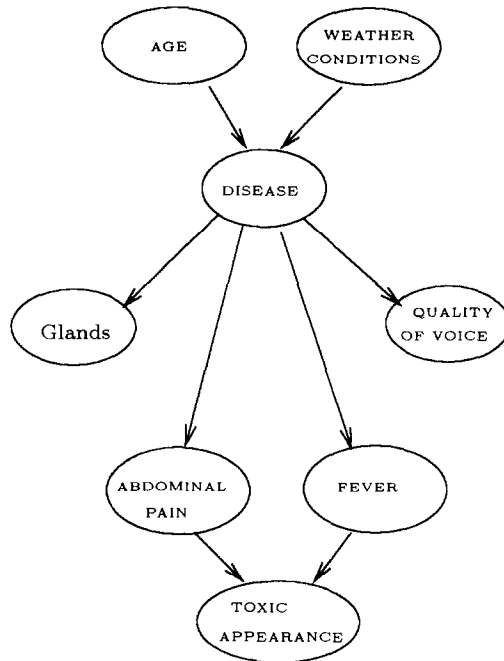 AGE
WEATHER
CONDITIONS
DISEASE
Glands
QUALITY
OF VOICE
ABDOMINAL
PAIN
FEVER
TOXIC
APPEARANCE